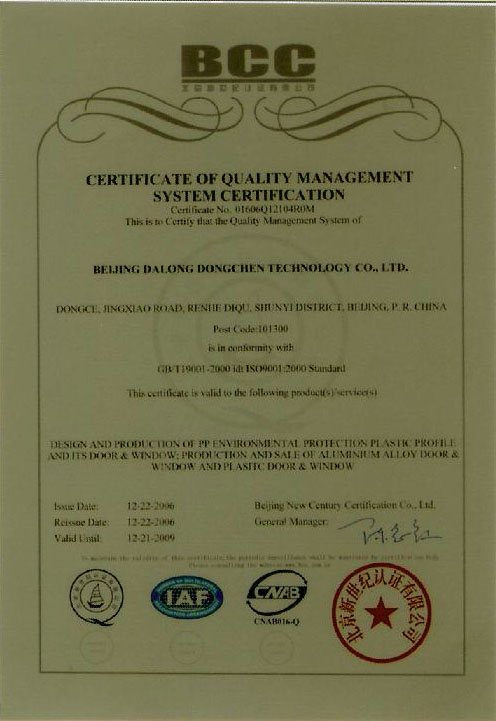 BCC
CERTIFICATE OF QUALITY MANAGEMENT
SYSTEM CERTIFICATION
Certificate No. 01606Q12104R0M
This is to Certify that the Quality Management System of
BEIJING DALONG DONGCHEN TECHNOLOGY CO., LTD.
DONGCE, JINGXIAO ROAD, RENHE DIQU, SHUNYI DISTRICT, BEIJING, P. R. CHINA
Post Code:101300
is in conformity with
GB/T19001-2000 idt ISO9001:2000 Standard
This certificate is valid to the following product(s)/service(s)
DESIGN AND PRODUCTION OF PP ENVIRONMENTAL PROTECTION PLASTIC PROFILE
AND ITS DOOR & WINDOW; PRODUCTION AND SALE OF ALUMINIUM ALLOY DOOR &
WINDOW AND PLASITC DOOR & WINDOW
Issue Date: 12-22-2006 Beijing New Century Certification Co., Ltd.
Reissue Date: 12-22-2006 General Manager:
Valid Until: 12-21-2009
IAF
CNAB
CNAB016-Q
北京新世纪认证有限公司